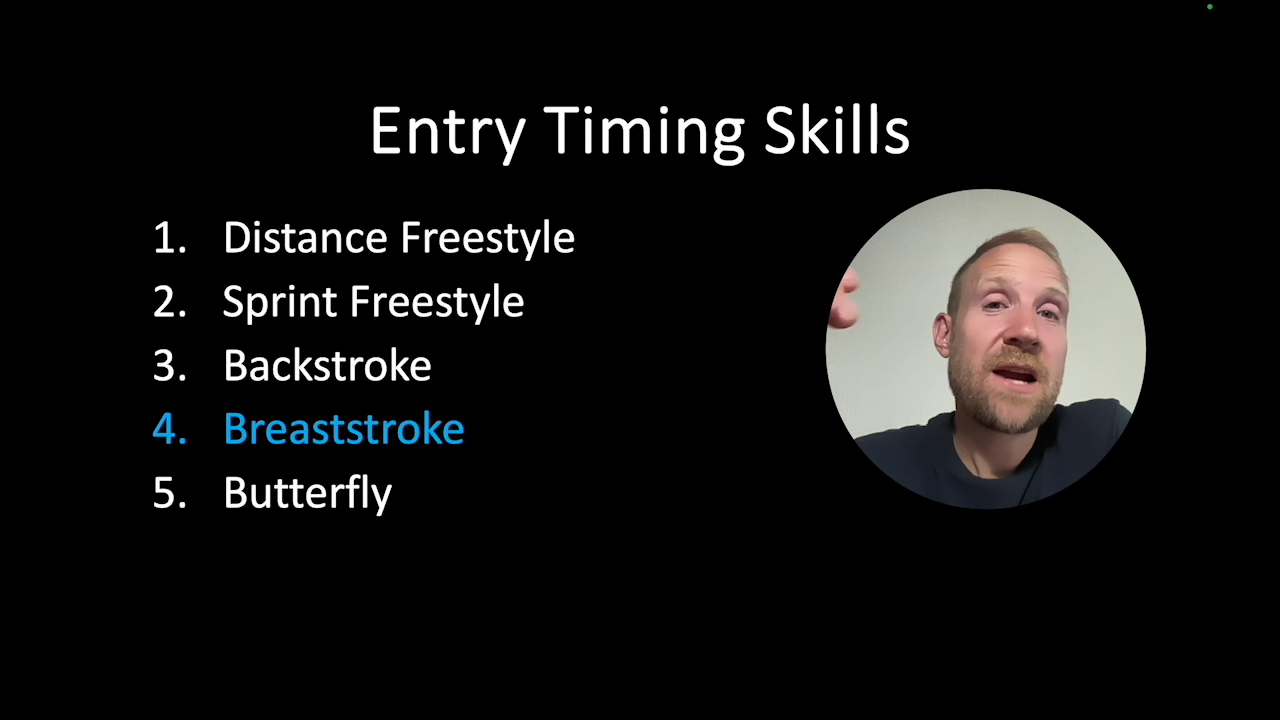 Entry Timing Skills
1. Distance Freestyle
2. Sprint Freestyle
3. Backstroke
4. Breaststroke
5. Butterfly